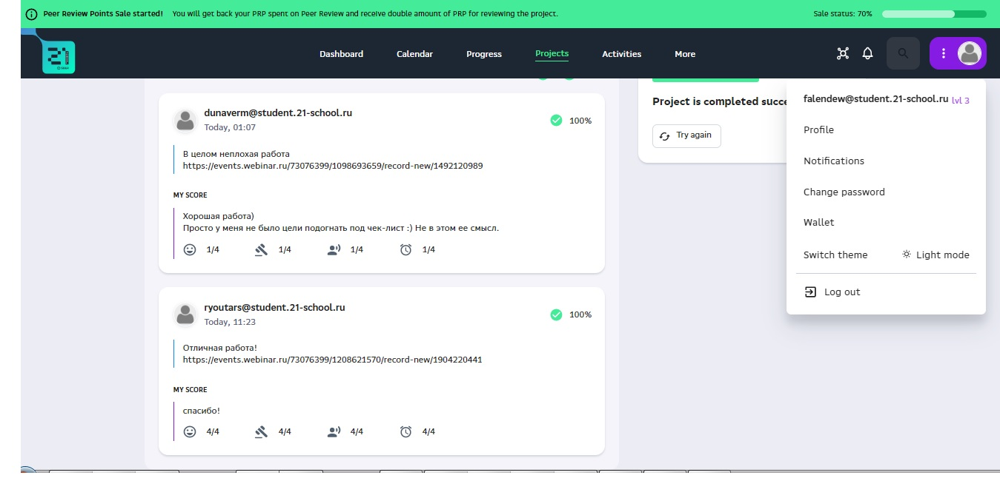 Peer Review Points Sale started! You will get back your PRP spent on Peer Review and receive double amount of PRP for reviewing the project. Sale status: 70%
21
Dashboard Calendar Progress Projects Activities More
dunaverm@student.21-school.ru
Today, 01:07
100%
В целом неплохая работа
https://events.webinar.ru/73076399/1098693659/record-new/1492120989
MY SCORE
Хорошая работа)
Просто у меня не было цели подогнать под чек-лист :) Не в этом ее смысл.
1/4 1/4 1/4 1/4
ryoutars@student.21-school.ru
Today, 11:23
100%
Отличная работа!
https://events.webinar.ru/73076399/1208621570/record-new/1904220441
MY SCORE
спасибо!
4/4 4/4 4/4 4/4
Project is completed succe
Try again
falendew@student.21-school.ru lvl 3
Profile
Notifications
Change password
Wallet
Switch theme Light mode
Log out